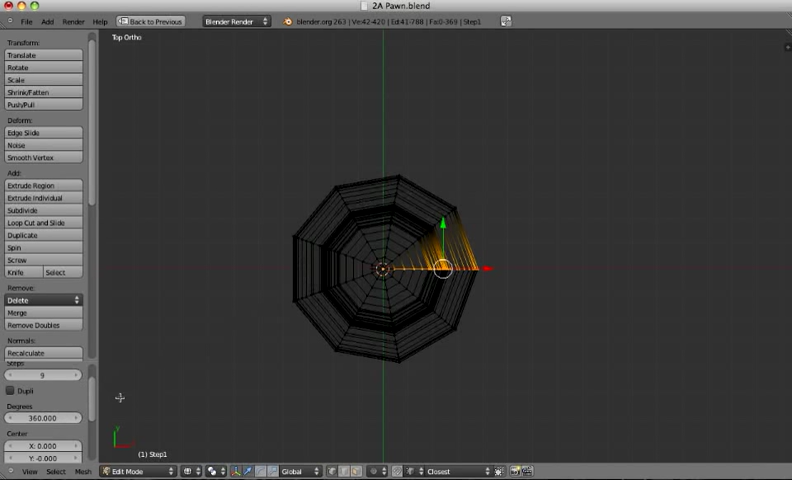 2A Pawn.blend
File Add Render Help Back to Previous Blender Render blender.org 263 | Ve:42-420 | Ed:41-788 | Fa:0-369 | Step1
Transform:
Top Ortho
Translate
Rotate
Scale
Shrink/Fatten
Push/Pull
Deform:
Edge Slide
Noise
Smooth Vertex
Add:
Extrude Region
Extrude Individual
Subdivide
Loop Cut and Slide
Duplicate
Spin
Screw
Knife Select
Remove:
Delete
Merge
Remove Doubles
Normals:
Recalculate
Steps:
9
Dupli
Degrees
360.000
Center
X: 0.000
Y: -0.000
Y
(1) Step1
View Select Mesh Edit Mode Global Closest